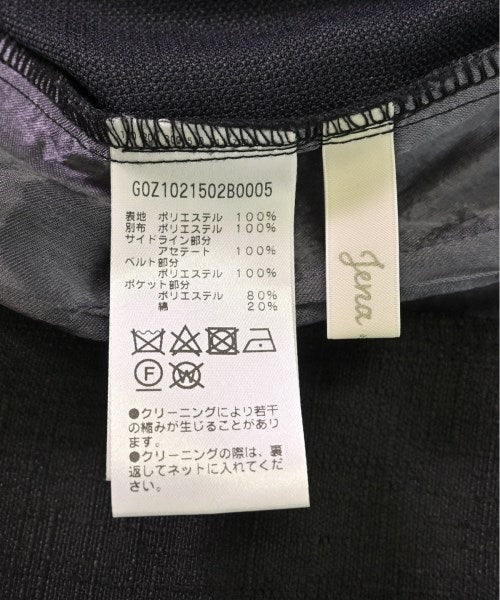 G0Z1021502B0005
表地 ポリエステル 100%
別布 ポリエステル 100%
サイドライン部分
アセテート 100%
ベルト部分
ポリエステル 100%
ポケット部分
ポリエステル 80%
綿 20%
F W
●クリーニングにより若干
の縮みが生じることがあり
ます。
●クリーニングの際は、裏
返してネットに入れてくだ
さい。
Jena